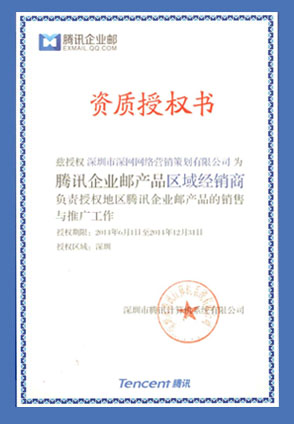 腾讯企业邮
EXMAIL.QQ.COM
资质授权书
兹授权 深圳市深网网络营销策划有限公司 为
腾讯企业邮产品区域经销商
负责授权地区腾讯企业邮产品的销售
与推广工作
授权期限：2014年6月1日至2014年12月31日
授权区域：深圳
深圳市腾讯计算机系统有限公司
Tencent 腾讯